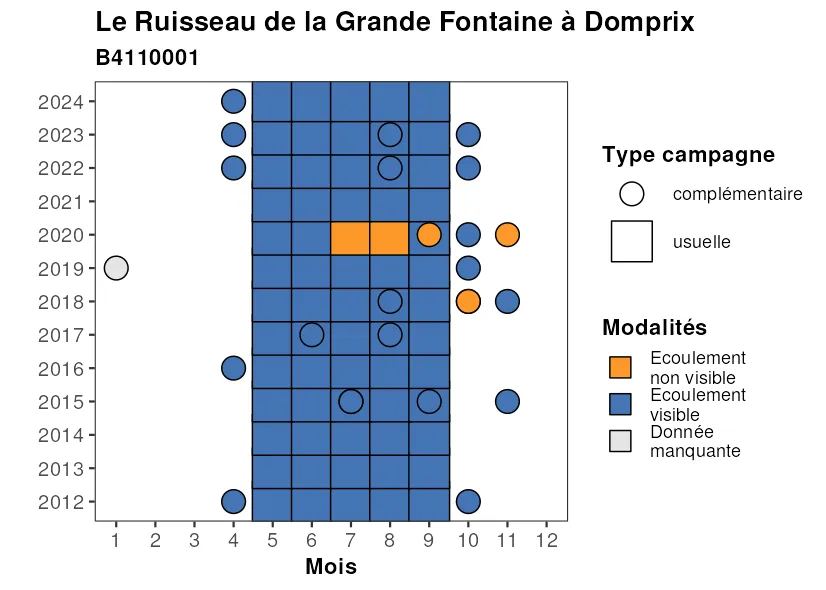 Le Ruisseau de la Grande Fontaine à Domprix
B4110001
2024
2023
2022
2021
2020
2019
2018
2017
2016
2015
2014
2013
2012
1 2 3 4 5 6 7 8 9 10 11 12
Mois
Type campagne
complémentaire
usuelle
Modalités
Ecoulement
non visible
Ecoulement
visible
Donnée
manquante